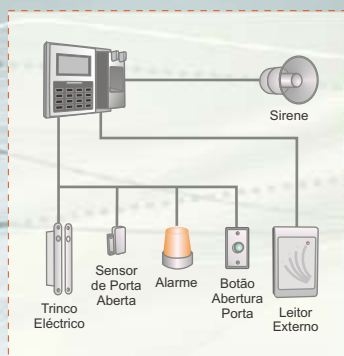 Sirene
Trinco
Eléctrico
Sensor
de Porta
Aberta
Alarme
Botão
Abertura
Porta
Leitor
Externo